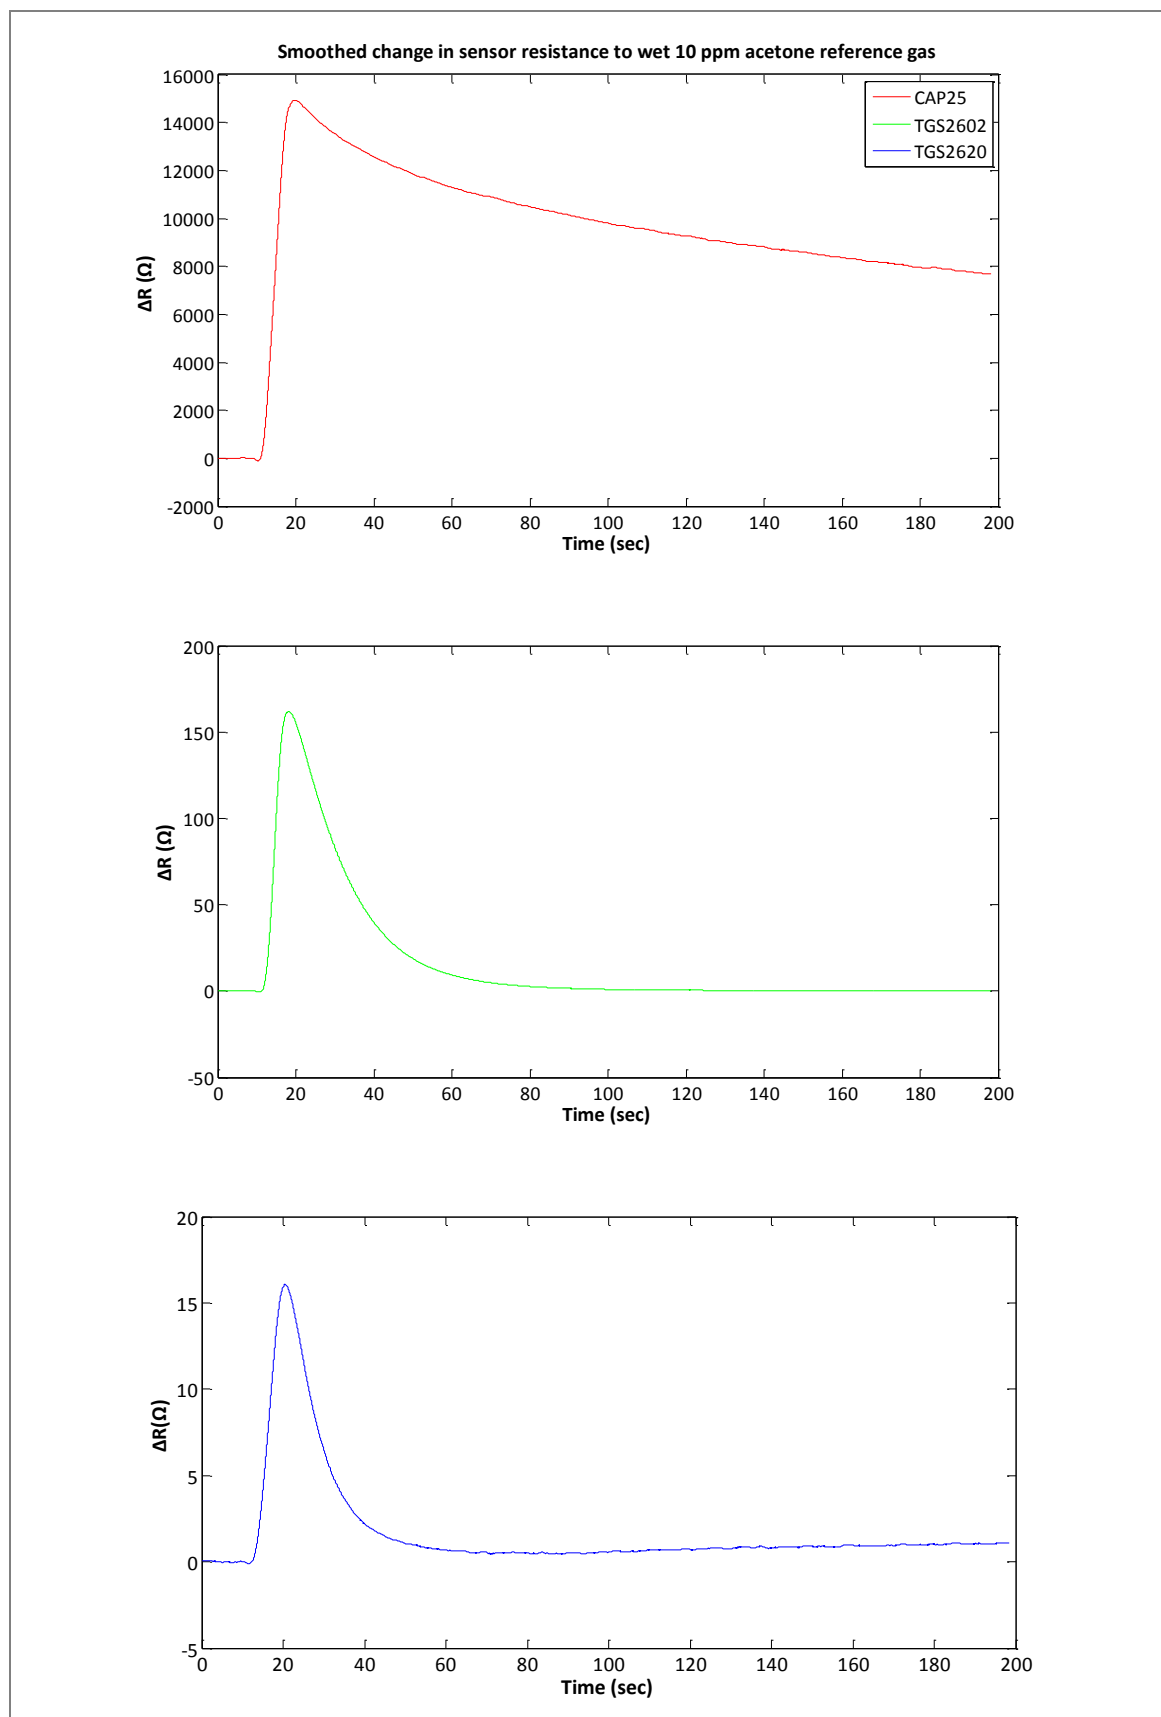 Smoothed change in sensor resistance to wet 10 ppm acetone reference gas
16000
14000
12000
10000
8000
6000
4000
2000
0
-2000
ΔR (Ω)
CAP25
TGS2602
TGS2620
0 20 40 60 80 100 120 140 160 180 200
Time (sec)
200
150
100
50
0
-50
ΔR (Ω)
0 20 40 60 80 100 120 140 160 180 200
Time (sec)
20
15
10
5
0
-5
ΔR(Ω)
0 20 40 60 80 100 120 140 160 180 200
Time (sec)